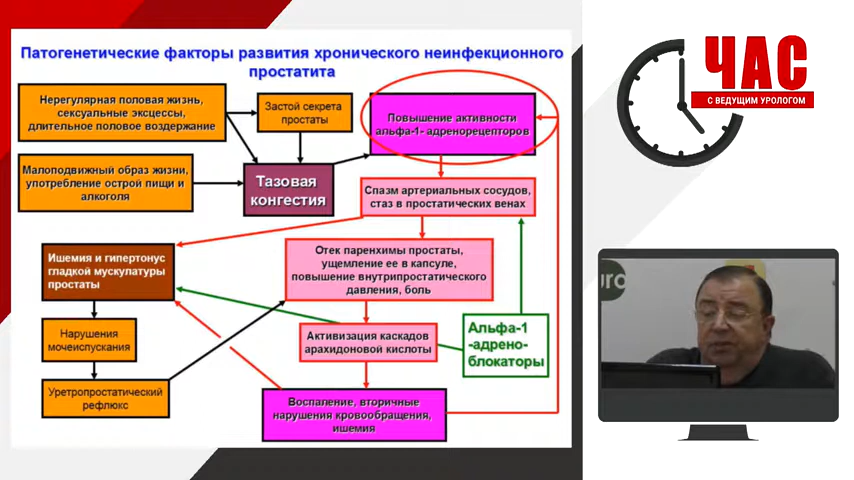 Патогенетические факторы развития хронического неинфекционного
простатита
Нерегулярная половая жизнь,
сексуальные эксцессы,
длительное половое воздержание
Застой секрета
простаты
Повышение активности
альфа-1- адренорецепторов
Малоподвижный образ жизни,
употребление острой пищи и
алкоголя
Тазовая
конгестия
Спазм артериальных сосудов,
стаз в простатических венах
Ишемия и гипертонус
гладкой мускулатуры
простаты
Отек паренхимы простаты,
ущемление ее в капсуле,
повышение внутрипростатического
давления, боль
Нарушения
мочеиспускания
Активизация каскадов
арахидоновой кислоты
Альфа-1
-адрено-
блокаторы
Уретропростатический
рефлюкс
Воспаление, вторичные
нарушения кровообращения,
ишемия
ЧАС
С ВЕДУЩИМ УРОЛОГОМ
uro